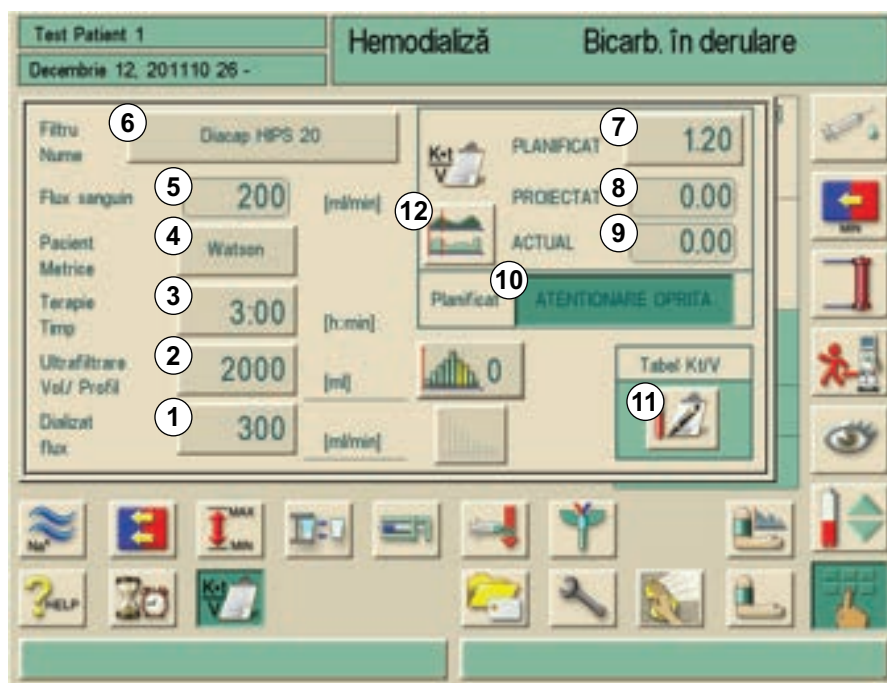 Test Patient 1
Hemodializă Bicarb. în derulare
Decembrie 12, 201110 26 -
Filtru
Nume
6
Diacap HIPS 20
K•t
V
PLANIFICAT
7
1.20
Flux sanguin
5
200
[ml/min]
12
PROIECTAT
8
0.00
MIN
Pacient
Metrice
4
Watson
ACTUAL
9
0.00
Planificat
10
ATENTIONARE OPRITA
Terapie
Timp
3
3:00
[h:min]
Ultrafiltrare
Vol/ Profil
2
2000
[ml]
0
Tabel Kt/V
11
Dializat
flux
1
300
[ml/min]
Na+
MAX
MIN
? HELP
K•t
V